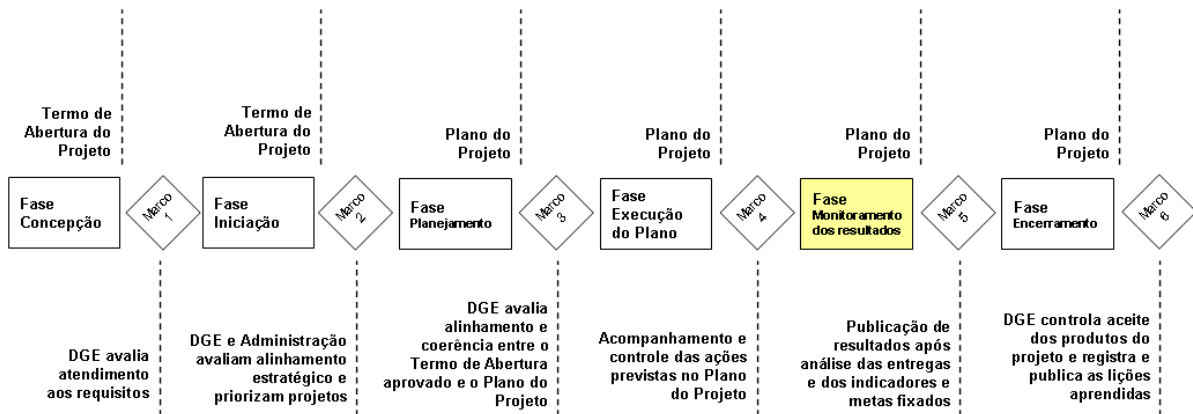 Termo de
Abertura do
Projeto
Termo de
Abertura do
Projeto
Plano do
Projeto
Plano do
Projeto
Plano do
Projeto
Plano do
Projeto
Fase
Concepção
Marco
1
Fase
Iniciação
Marco
2
Fase
Planejamento
Marco
3
Fase
Execução
do Plano
Marco
4
Fase
Monitoramento
dos resultados
Marco
5
Fase
Encerramento
Marco
6
DGE avalia
atendimento
aos requisitos
DGE e Administração
avaliam alinhamento
estratégico e
priorizam projetos
DGE avalia
alinhamento e
coerência entre o
Termo de Abertura
aprovado e o Plano do
Projeto
Acompanhamento e
controle das ações
previstas no Plano
do Projeto
Publicação de
resultados após
análise das entregas
e dos indicadores e
metas fixados
DGE controla aceite
dos produtos do
projeto e registra e
publica as lições
aprendidas